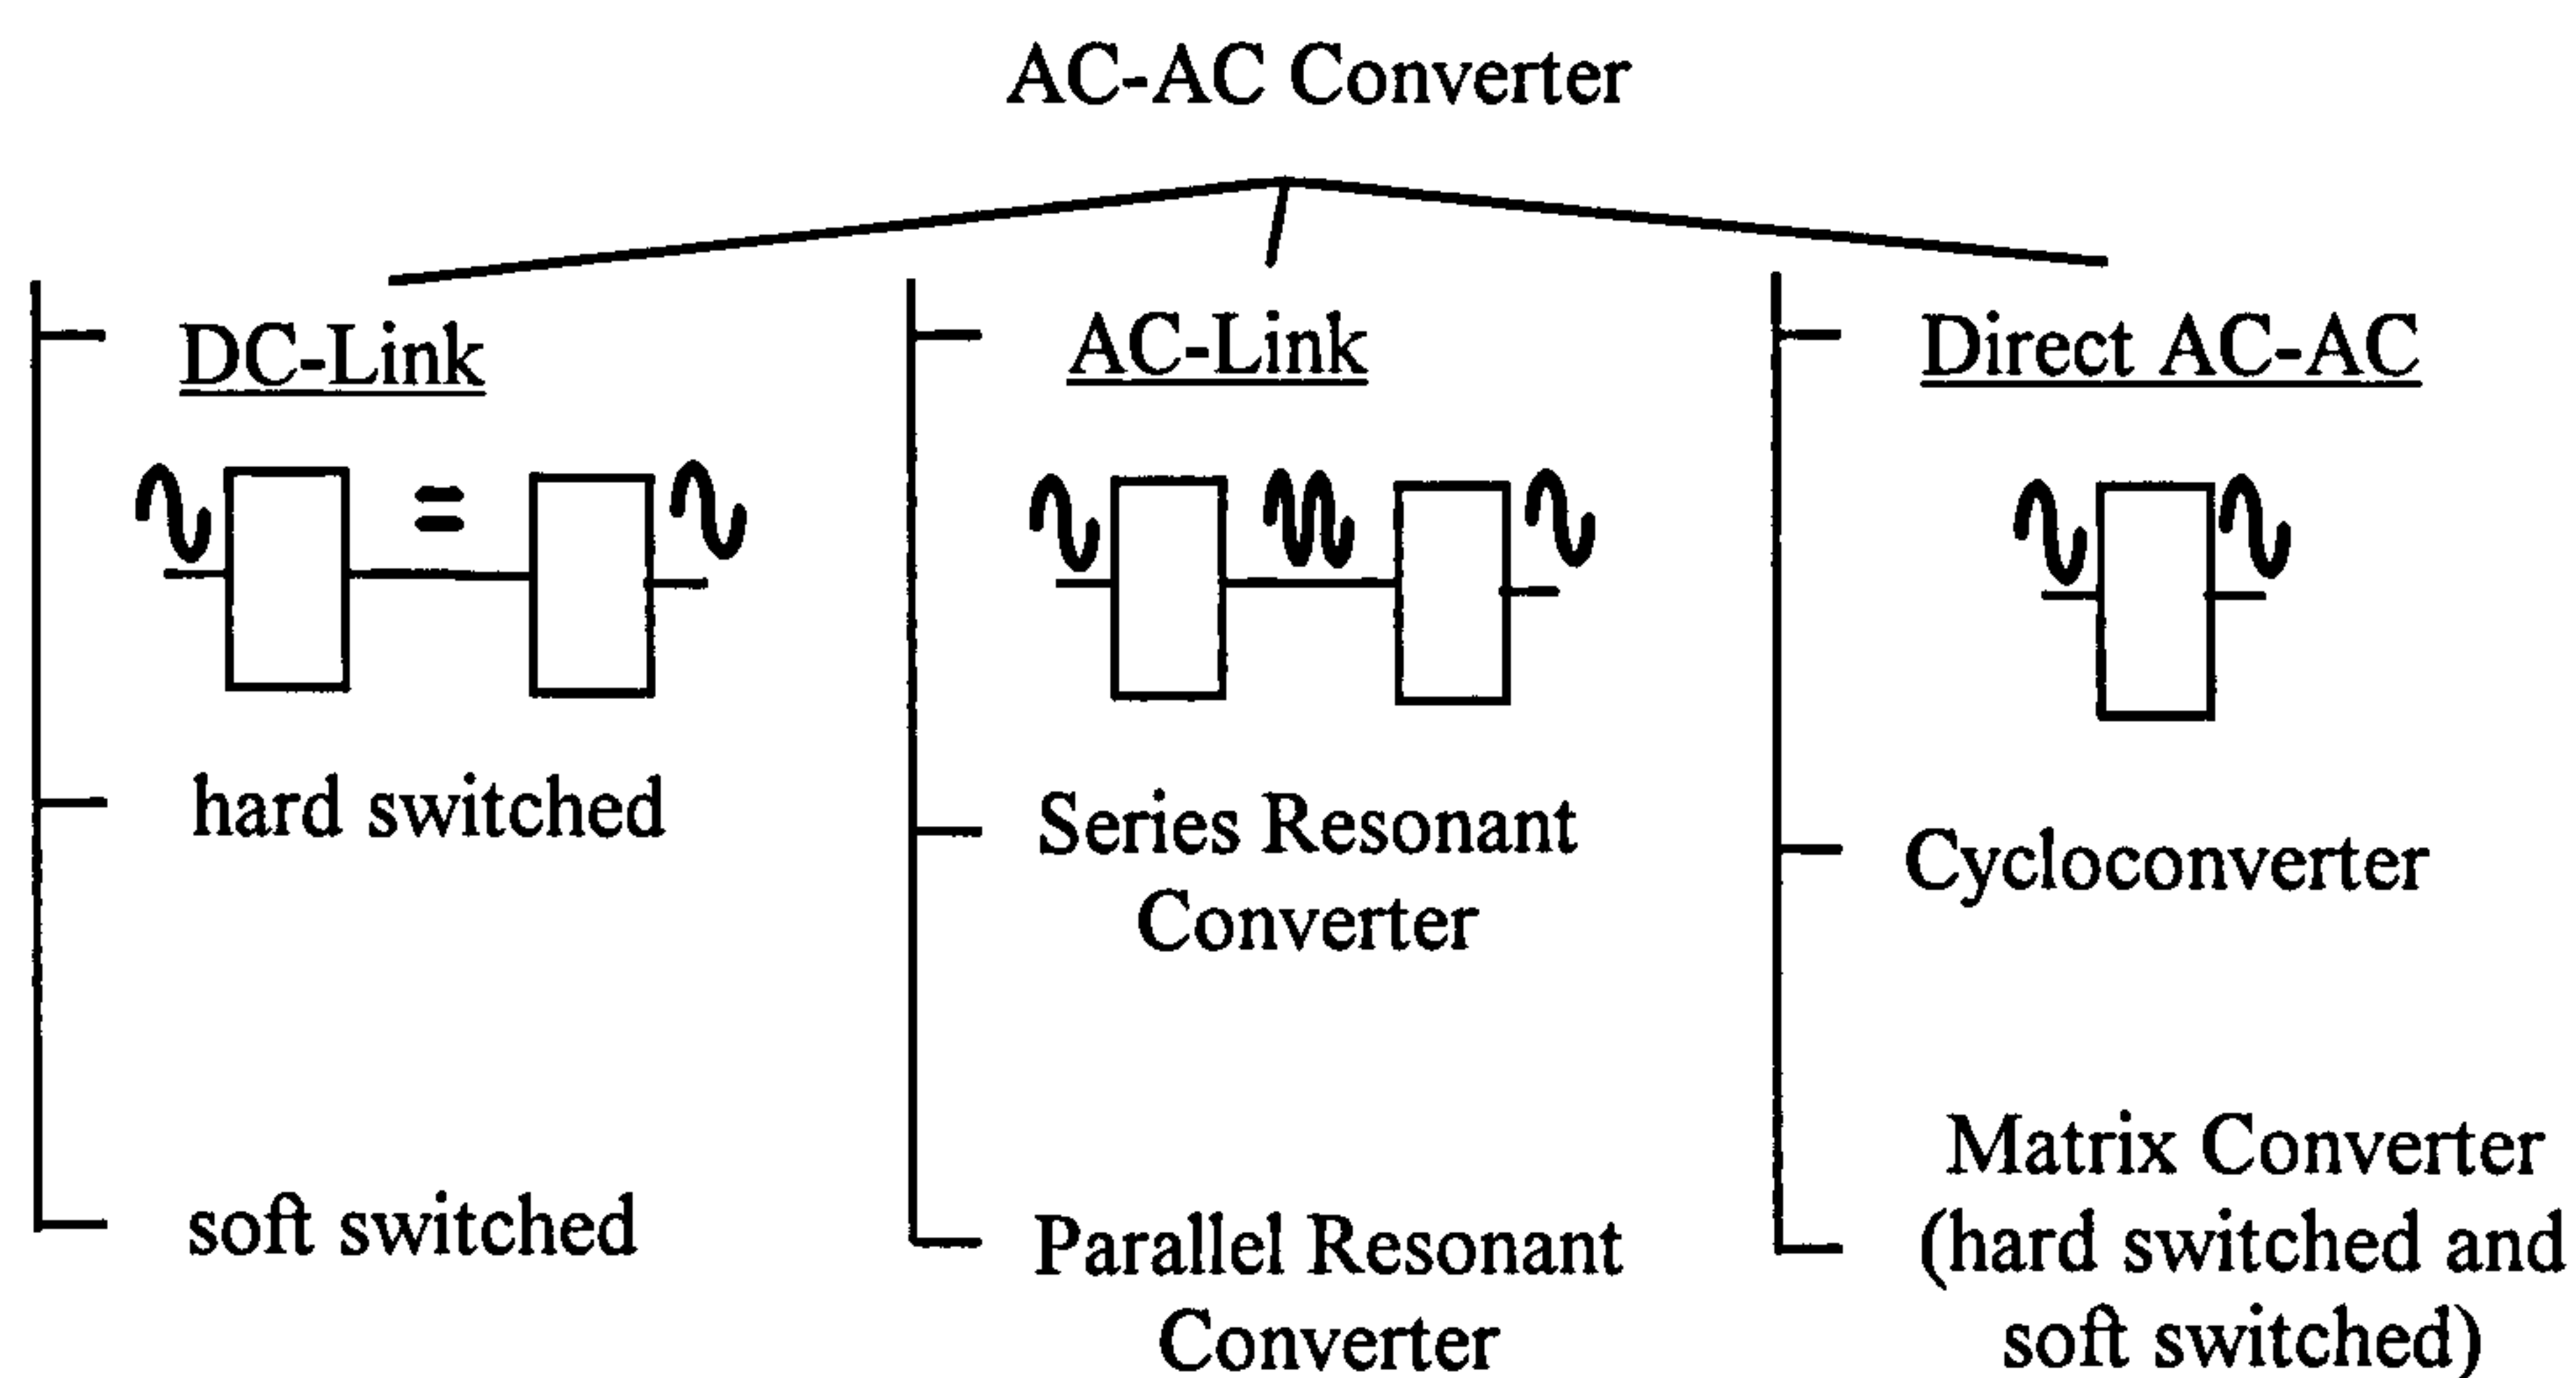 AC-AC Converter
DC-Link
hard switched
soft switched
AC-Link
Series Resonant
Converter
Parallel Resonant
Converter
Direct AC-AC
Cycloconverter
Matrix Converter
(hard switched and
soft switched)